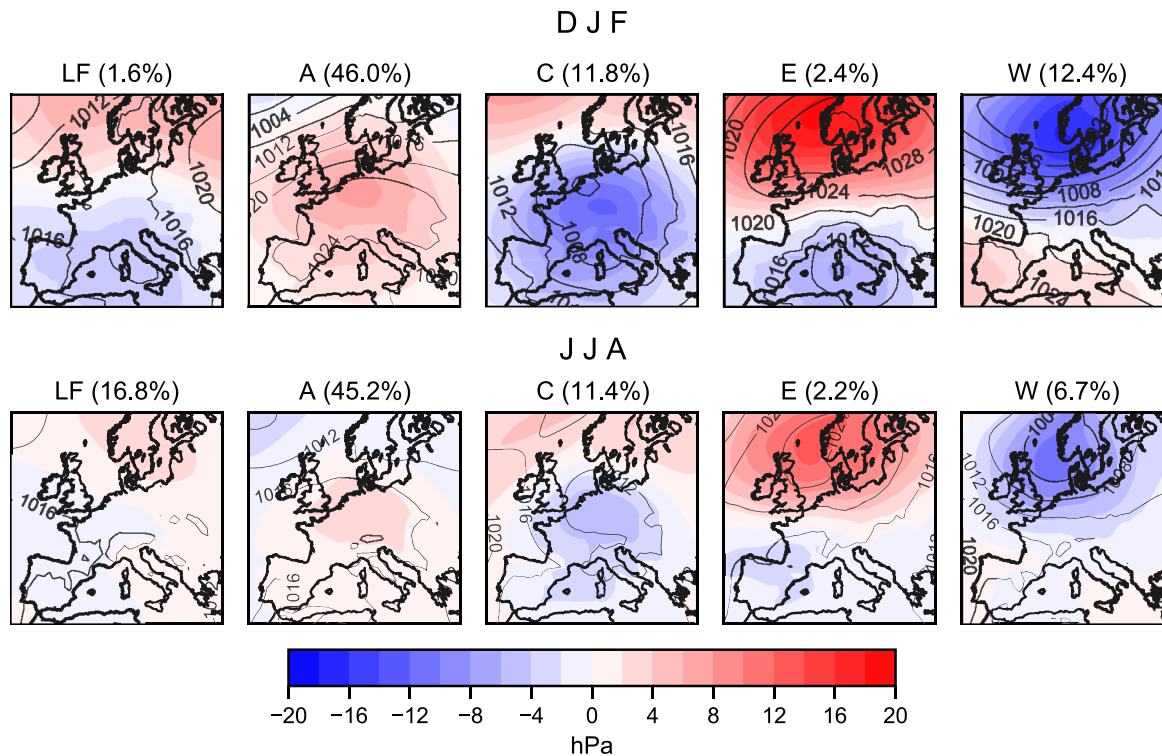 D J F
LF (1.6%) A (46.0%) C (11.8%) E (2.4%) W (12.4%)
1012 1020 1016 1016
1004 1012 1024
1016 1012
1020 1028 1024 1020 1012 1016
1008 1016 1020 1024
J J A
LF (16.8%) A (45.2%) C (11.4%) E (2.2%) W (6.7%)
1016
1012 1016
1016 1020
1016
1012 1008 1016 1020
−20 −16 −12 −8 −4 0 4 8 12 16 20
hPa